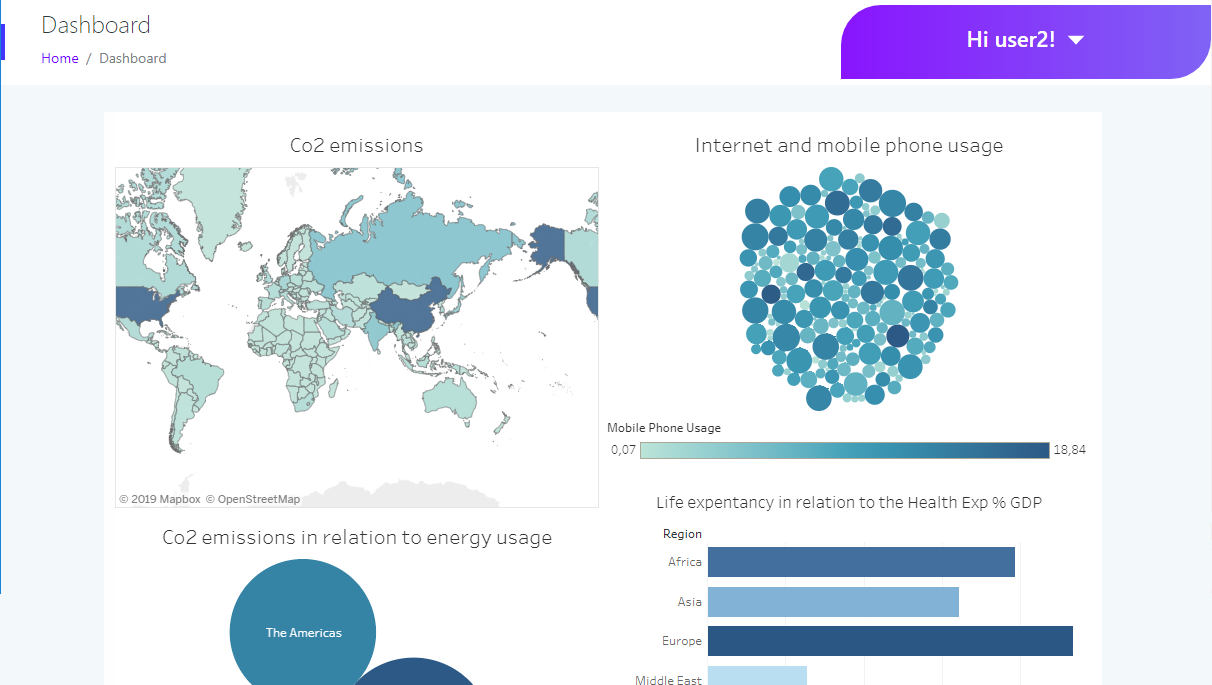 Dashboard
Home / Dashboard
Hi user2!
Co2 emissions
© 2019 Mapbox © OpenStreetMap
Internet and mobile phone usage
Mobile Phone Usage
0,07
18,84
Co2 emissions in relation to energy usage
The Americas
Life expentancy in relation to the Health Exp % GDP
Region
Africa
Asia
Europe
Middle East